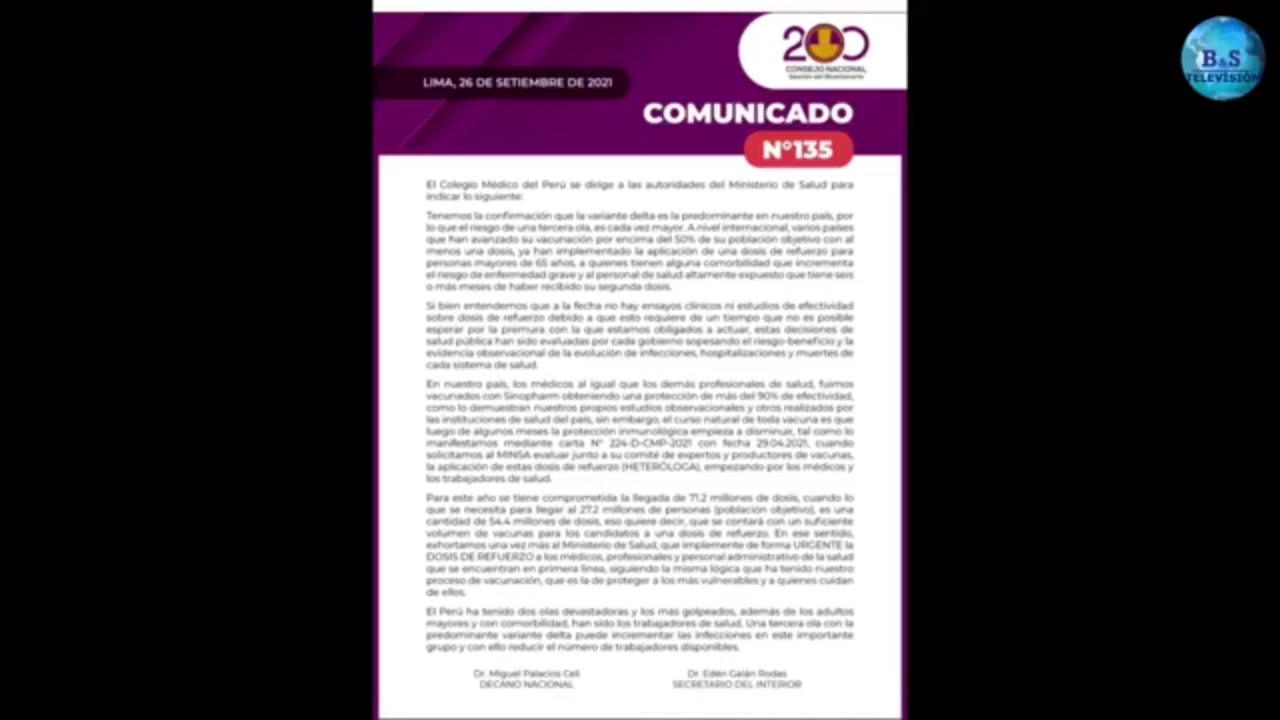 LIMA, 26 DE SETIEMBRE DE 2021
200
CONSEJO NACIONAL
Gestión del Bicentenario
B&S
TELEVISIÓN
COMUNICADO
N°135
El Colegio Médico del Perú se dirige a las autoridades del Ministerio de Salud para
indicar lo siguiente:
Tenemos la confirmación que la variante delta es la predominante en nuestro país, por
lo que el riesgo de una tercera ola, es cada vez mayor. A nivel internacional, varios países
que han avanzado su vacunación por encima del 50% de su población objetivo con al
menos una dosis, ya han implementado la aplicación de una dosis de refuerzo para
personas mayores de 65 años, a quienes tienen alguna comorbilidad que incrementa
el riesgo de enfermedad grave y al personal de salud altamente expuesto que tiene seis
o más meses de haber recibido su segunda dosis.
Si bien entendemos que a la fecha no hay ensayos clínicos ni estudios de efectividad
sobre dosis de refuerzo debido a que esto requiere de un tiempo que no es posible
esperar por la premura con la que estamos obligados a actuar, estas decisiones de
salud pública han sido evaluadas por cada gobierno sopesando el riesgo-beneficio y la
evidencia observacional de la evolución de infecciones, hospitalizaciones y muertes de
cada sistema de salud.
En nuestro país, los médicos al igual que los demás profesionales de salud, fuimos
vacunados con Sinopharm obteniendo una protección de más del 90% de efectividad,
como lo demuestran nuestros propios estudios observacionales y otros realizados por
las instituciones de salud del país, sin embargo, el curso natural de toda vacuna es que
luego de algunos meses la protección inmunológica empieza a disminuir, tal como lo
manifestamos mediante carta N° 224-D-CMP-2021 con fecha 29.04.2021, cuando
solicitamos al MINSA evaluar junto a su comité de expertos y productores de vacunas,
la aplicación de estas dosis de refuerzo (HETERÓLOGA), empezando por los médicos y
los trabajadores de salud.
Para este año se tiene comprometida la llegada de 71.2 millones de dosis, cuando lo
que se necesita para llegar al 27.2 millones de personas (población objetivo), es una
cantidad de 54.4 millones de dosis, eso quiere decir, que se contará con un suficiente
volumen de vacunas para los candidatos a una dosis de refuerzo. En ese sentido,
exhortamos una vez más al Ministerio de Salud, que implemente de forma URGENTE la
DOSIS DE REFUERZO a los médicos, profesionales y personal administrativo de la salud
que se encuentran en primera línea, siguiendo la misma lógica que ha tenido nuestro
proceso de vacunación, que es la de proteger a los más vulnerables y a quienes cuidan
de ellos.
El Perú ha tenido dos olas devastadoras y los mas golpeados, además de los adultos
mayores y con comorbilidad, han sido los trabajadores de salud. Una tercera ola con la
predominante variante delta puede incrementar las infecciones en este importante
grupo y con ello reducir el número de trabajadores disponibles.
Dr. Miguel Palacios Celi
DECANO NACIONAL
Dr. Edén Galán Rodas
SECRETARIO DEL INTERIOR